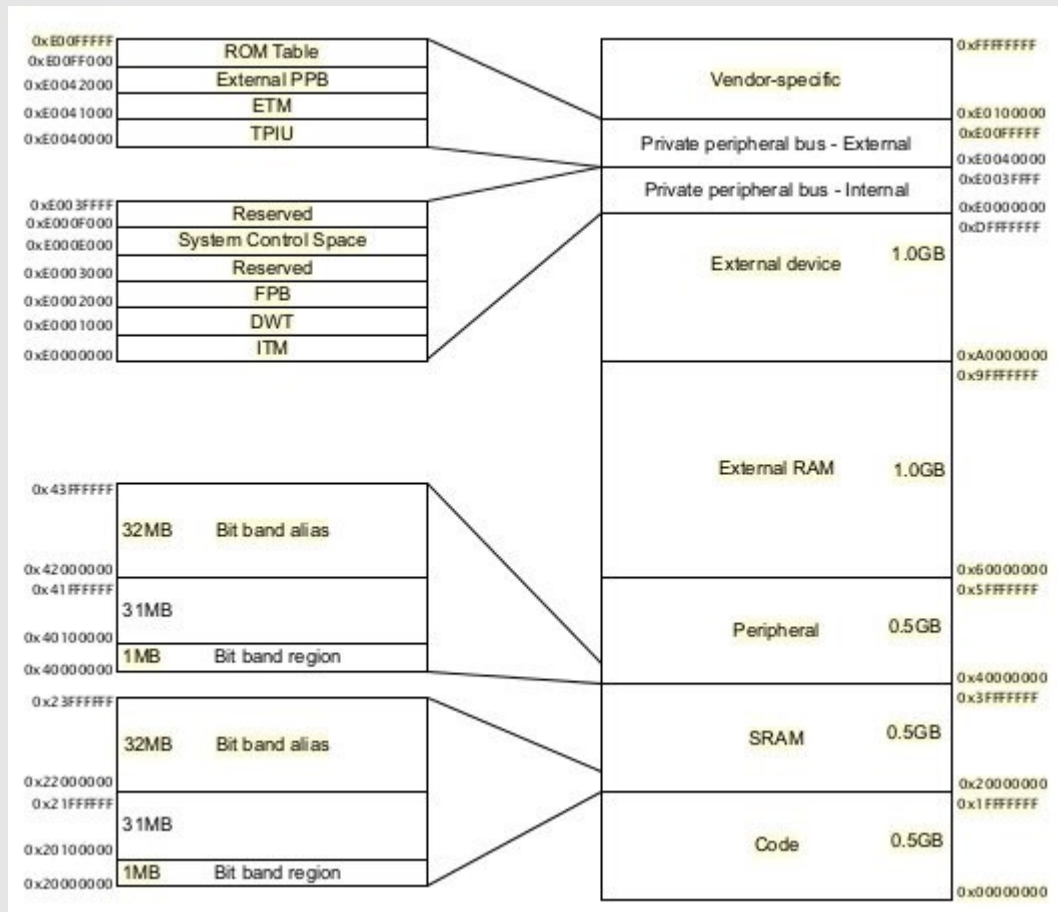 0xE00FFFFF
ROM Table
0xE00FF000
External PPB
0xE0042000
ETM
0xE0041000
TPIU
0xE0040000
0xE003FFFF
Reserved
0xE000F000
System Control Space
0xE000E000
Reserved
0xE0003000
FPB
0xE0002000
DWT
0xE0001000
ITM
0xE0000000
0x43FFFFFF
32MB Bit band alias
0x42000000
0x41FFFFFF
31MB
0x40100000
1MB Bit band region
0x40000000
0x23FFFFFF
32MB Bit band alias
0x22000000
0x21FFFFFF
31MB
0x20100000
1MB Bit band region
0x20000000
0xFFFFFFFF
Vendor-specific
0xE0100000
0xE00FFFFF
Private peripheral bus - External
0xE0040000
0xE003FFFF
Private peripheral bus - Internal
0xE0000000
0xDFFFFFFF
External device 1.0GB
0xA0000000
0x9FFFFFFF
External RAM 1.0GB
0x60000000
0x5FFFFFFF
Peripheral 0.5GB
0x40000000
0x3FFFFFFF
SRAM 0.5GB
0x20000000
0x1FFFFFFF
Code 0.5GB
0x00000000